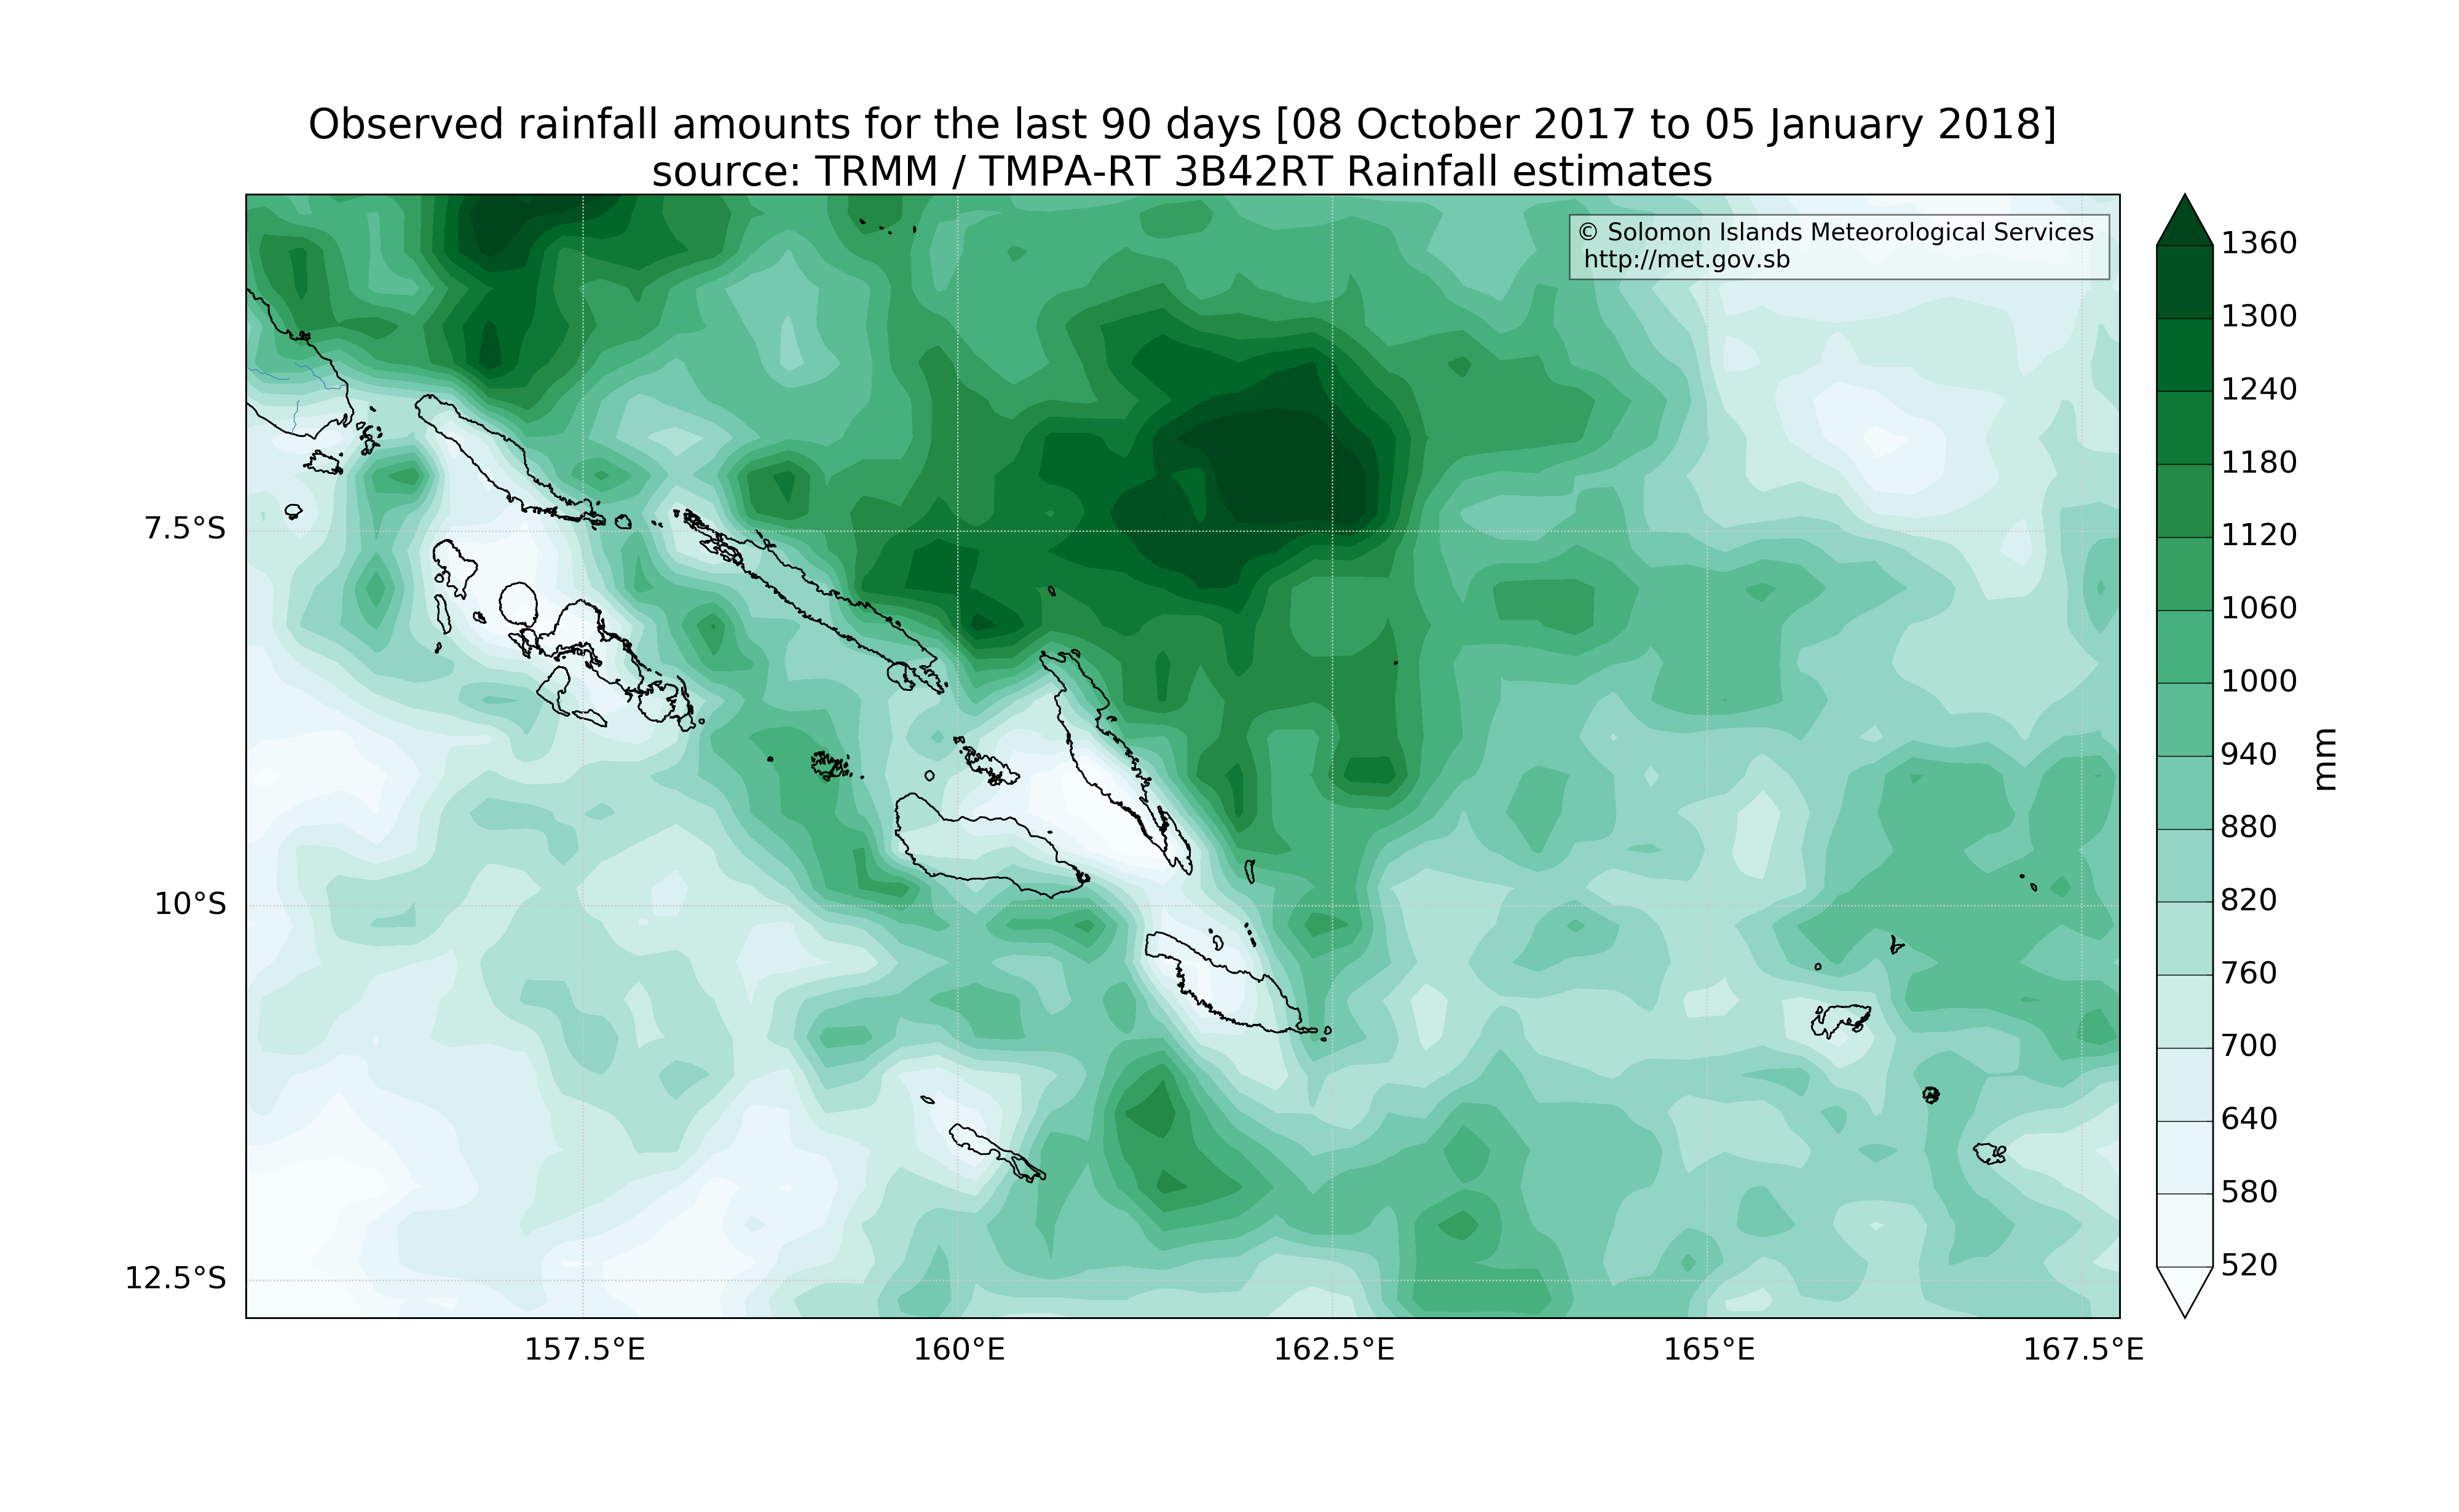 Observed rainfall amounts for the last 90 days [08 October 2017 to 05 January 2018]
source: TRMM / TMPA-RT 3B42RT Rainfall estimates
© Solomon Islands Meteorological Services
http://met.gov.sb
7.5°S
10°S
12.5°S
157.5°E
160°E
162.5°E
165°E
167.5°E
1360
1300
1240
1180
1120
1060
1000
940
880
820
760
700
640
580
520
mm